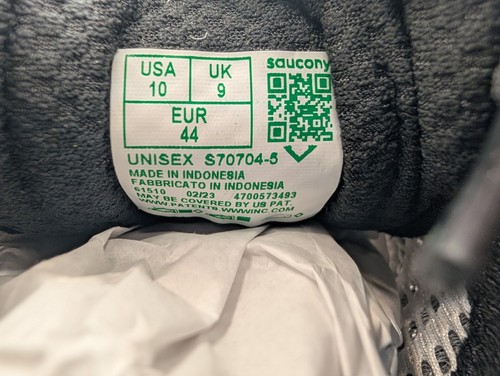 USA UK saucony
10 9
EUR
44
UNISEX S70704-5
MADE IN INDONESIA
FABBRICATO IN INDONESIA
61510 02/23 4700573493
MAY BE COVERED BY US PAT.
WWW.PATENTS.WWWINC.COM